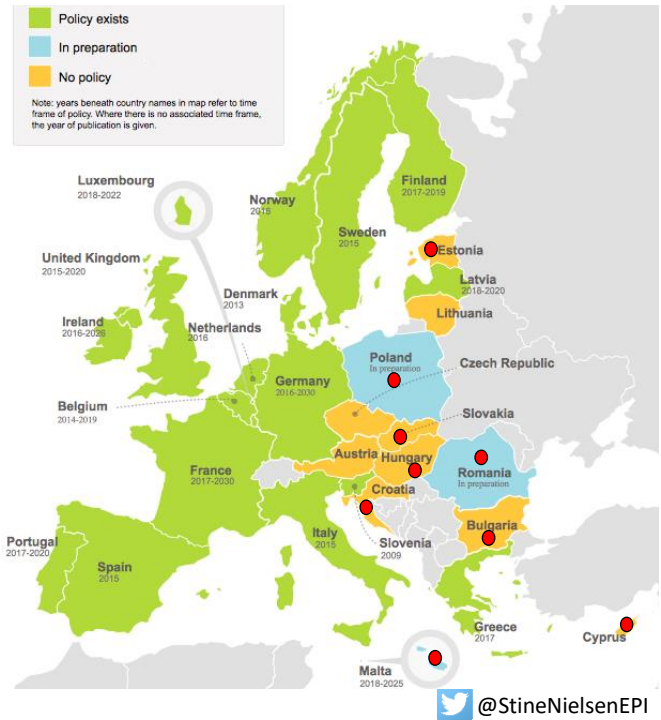 Policy exists
In preparation
No policy
Note: years beneath country names in map refer to time
frame of policy. Where there is no associated time frame,
the year of publication is given.
Luxembourg
2018-2022
Norway
2018
Finland
2017-2019
Sweden
2015
Estonia
United Kingdom
2015-2020
Latvia
2018-2020
Denmark
2013
Lithuania
Ireland
2016-2026
Netherlands
2016
Poland
In preparation
Czech Republic
Germany
2016-2030
Belgium
2014-2019
Slovakia
Austria
Hungary
France
2017-2030
Romania
In preparation
Croatia
Bulgaria
Portugal
2017-2020
Italy
2015
Slovenia
2009
Spain
2015
Greece
2017
Cyprus
Malta
2018-2025
@StineNielsenEPI